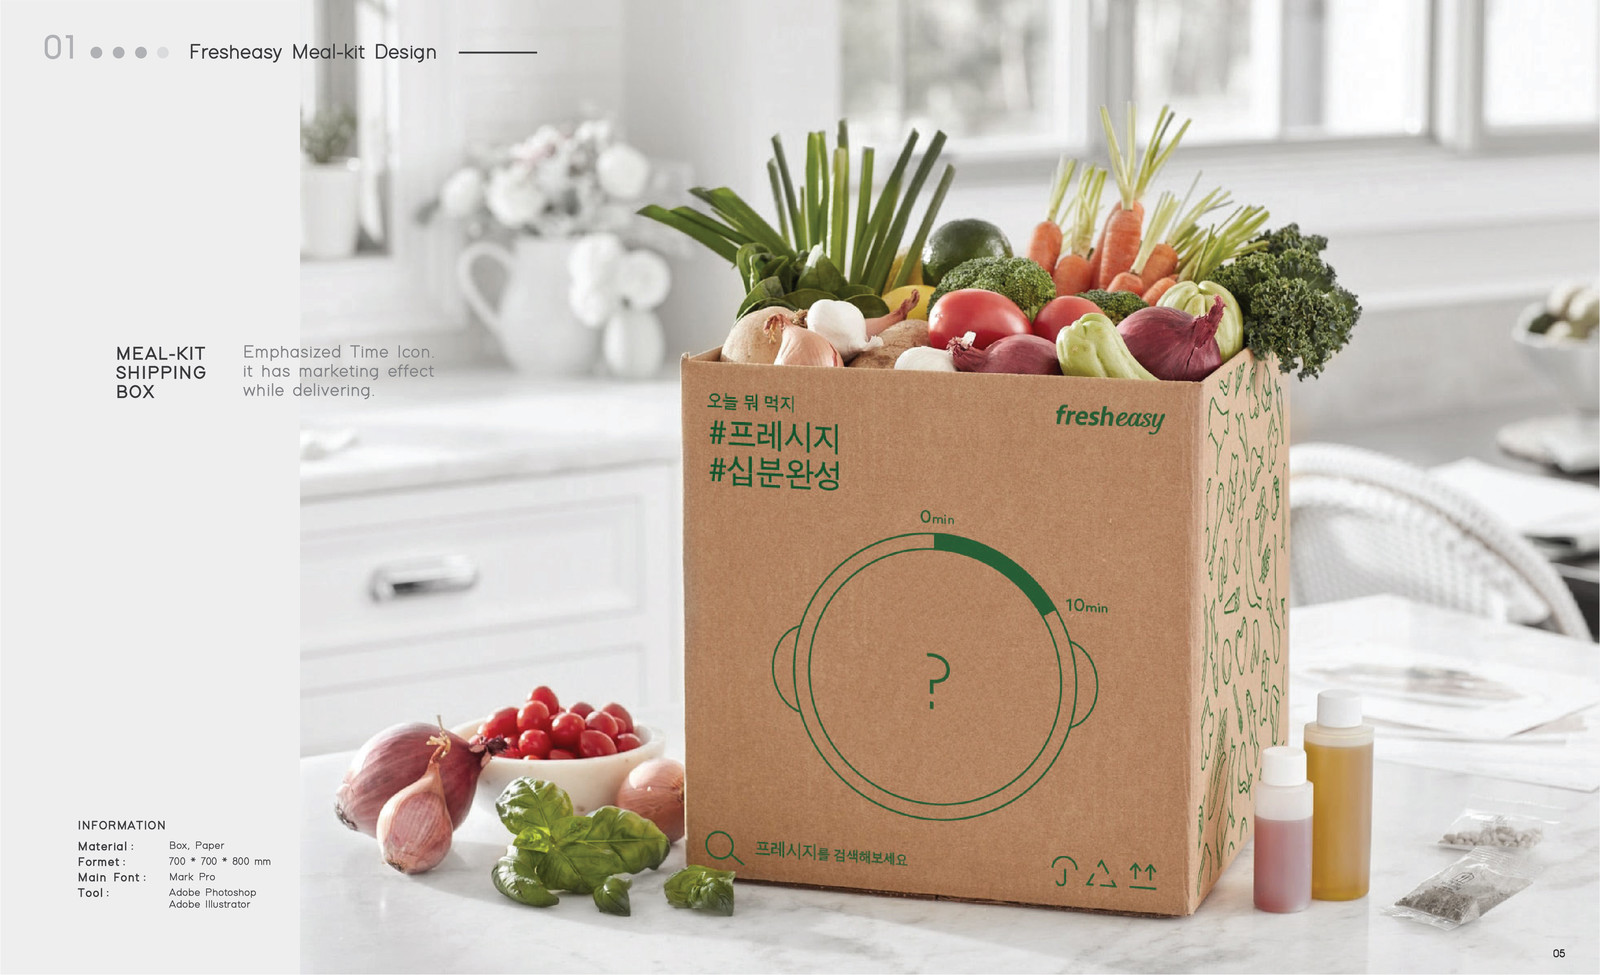 01
Fresheasy Meal-kit Design
MEAL-KIT
SHIPPING
BOX
Emphasized Time Icon.
it has marketing effect
while delivering.
오늘 뭐 먹지
#프레시지
#십분완성
fresheasy
0min
10min
?
프레시지를 검색해보세요
INFORMATION
Material : Box, Paper
Formet : 700 * 700 * 800 mm
Main Font : Mark Pro
Tool : Adobe Photoshop
Adobe Illustrator
05